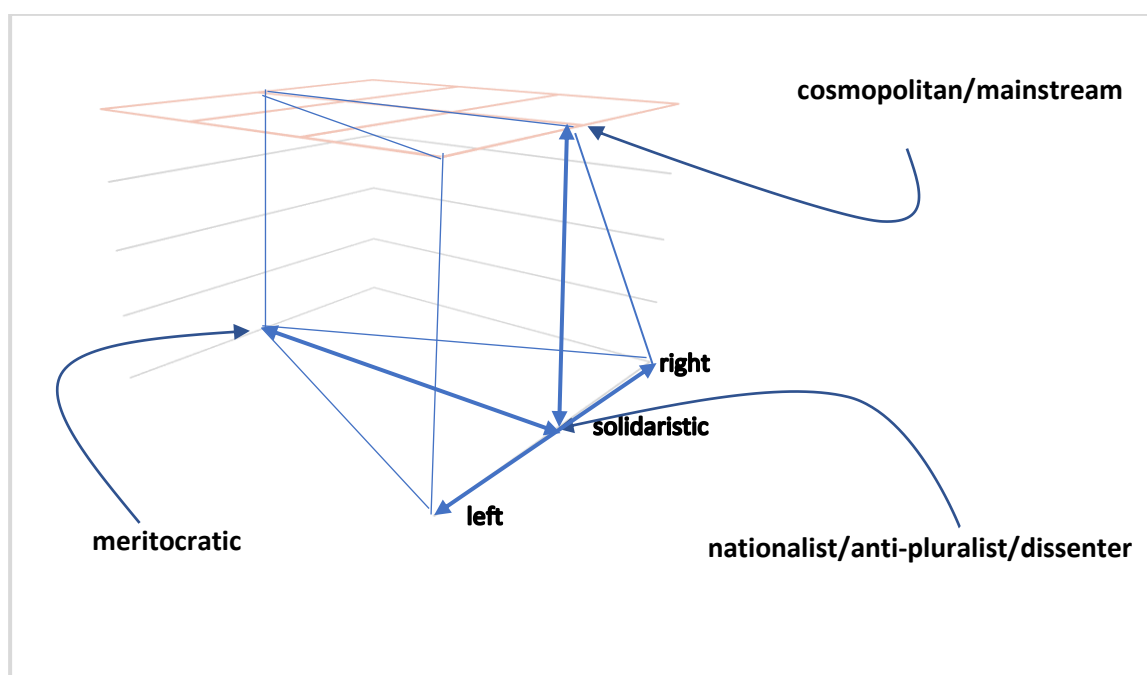 cosmopolitan/mainstream
right
solidaristic
left
meritocratic
nationalist/anti-pluralist/dissenter